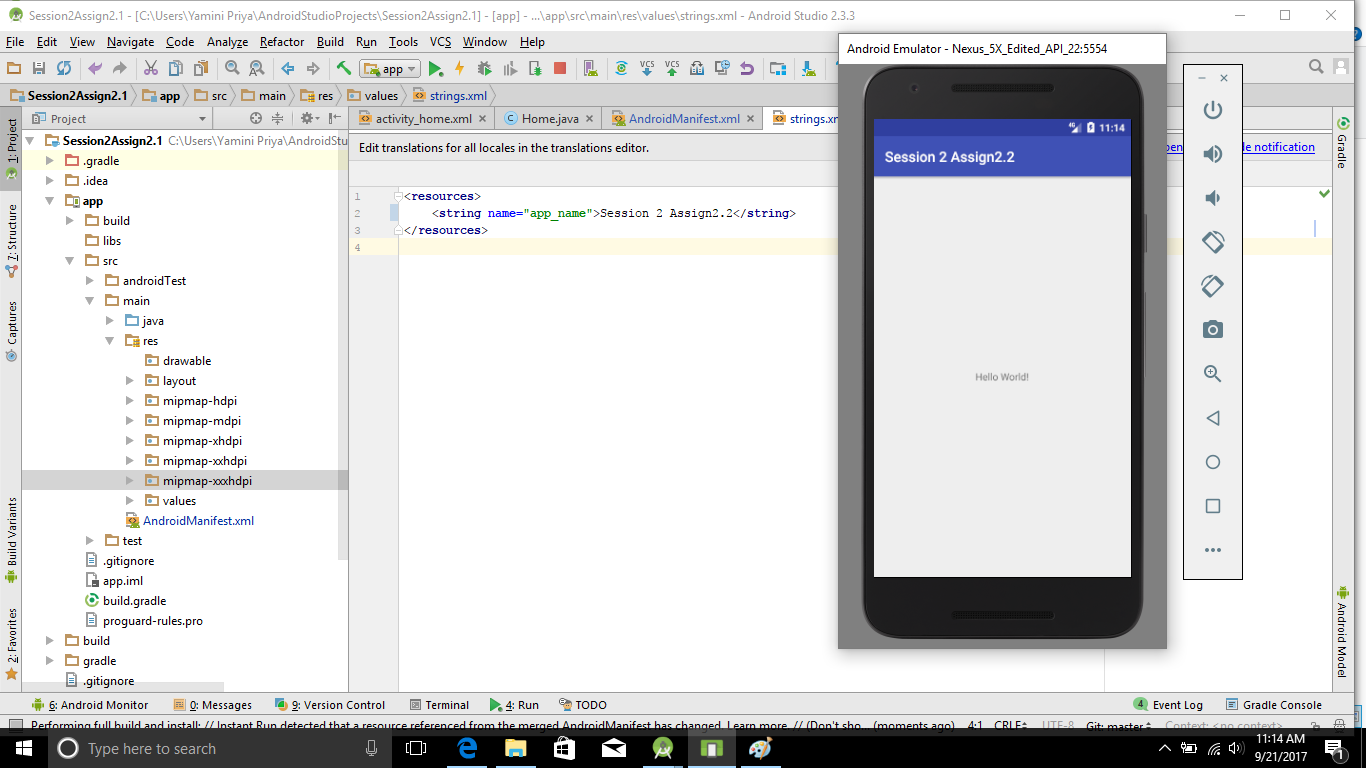 Session2Assign2.1 - [C:\Users\Yamini Priya\AndroidStudioProjects\Session2Assign2.1] - [app] - ...\app\src\main\res\values\strings.xml - Android Studio 2.3.3
File Edit View Navigate Code Analyze Refactor Build Run Tools VCS Window Help
app
VCS VCS
Session2Assign2.1 app src main res values strings.xml
Project
activity_home.xml Home.java AndroidManifest.xml strings.xm
1: Project
7: Structure
Captures
Build Variants
2: Favorites
Session2Assign2.1 C:\Users\Yamini Priya\AndroidStu
.gradle
.idea
app
build
libs
src
androidTest
main
java
res
drawable
layout
mipmap-hdpi
mipmap-mdpi
mipmap-xhdpi
mipmap-xxhdpi
mipmap-xxxhdpi
values
AndroidManifest.xml
test
.gitignore
app.iml
build.gradle
proguard-rules.pro
build
gradle
.gitignore
Edit translations for all locales in the translations editor.
notification
1 <resources>
2 <string name="app_name">Session 2 Assign2.2</string>
3 </resources>
4
Android Emulator - Nexus_5X_Edited_API_22:5554
4G 11:14
Session 2 Assign2.2
Hello World!
Gradle
Android Model
6: Android Monitor 0: Messages 9: Version Control Terminal 4: Run TODO 4 Event Log Gradle Console
Performing full build and install: // Instant Run detected that a resource referenced from the merged AndroidManifest has changed. Learn more. // (Don't sho... (moments ago) 4:1 CRLF UTF-8 Git: master Context: <no context>
Type here to search
11:14 AM
9/21/2017
1